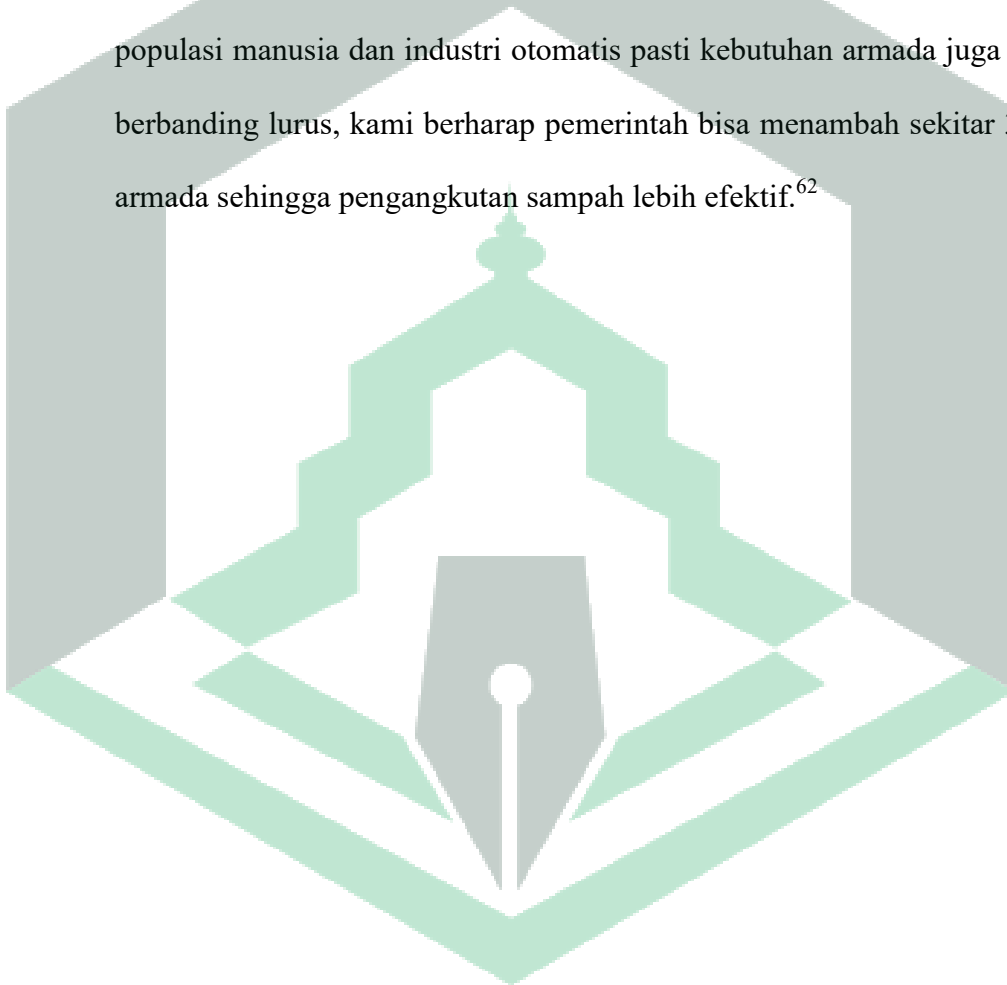 populasi manusia dan industri otomatis pasti kebutuhan armada juga
berbanding lurus, kami berharap pemerintah bisa menambah sekitar
armada sehingga pengangkutan sampah lebih efektif.62